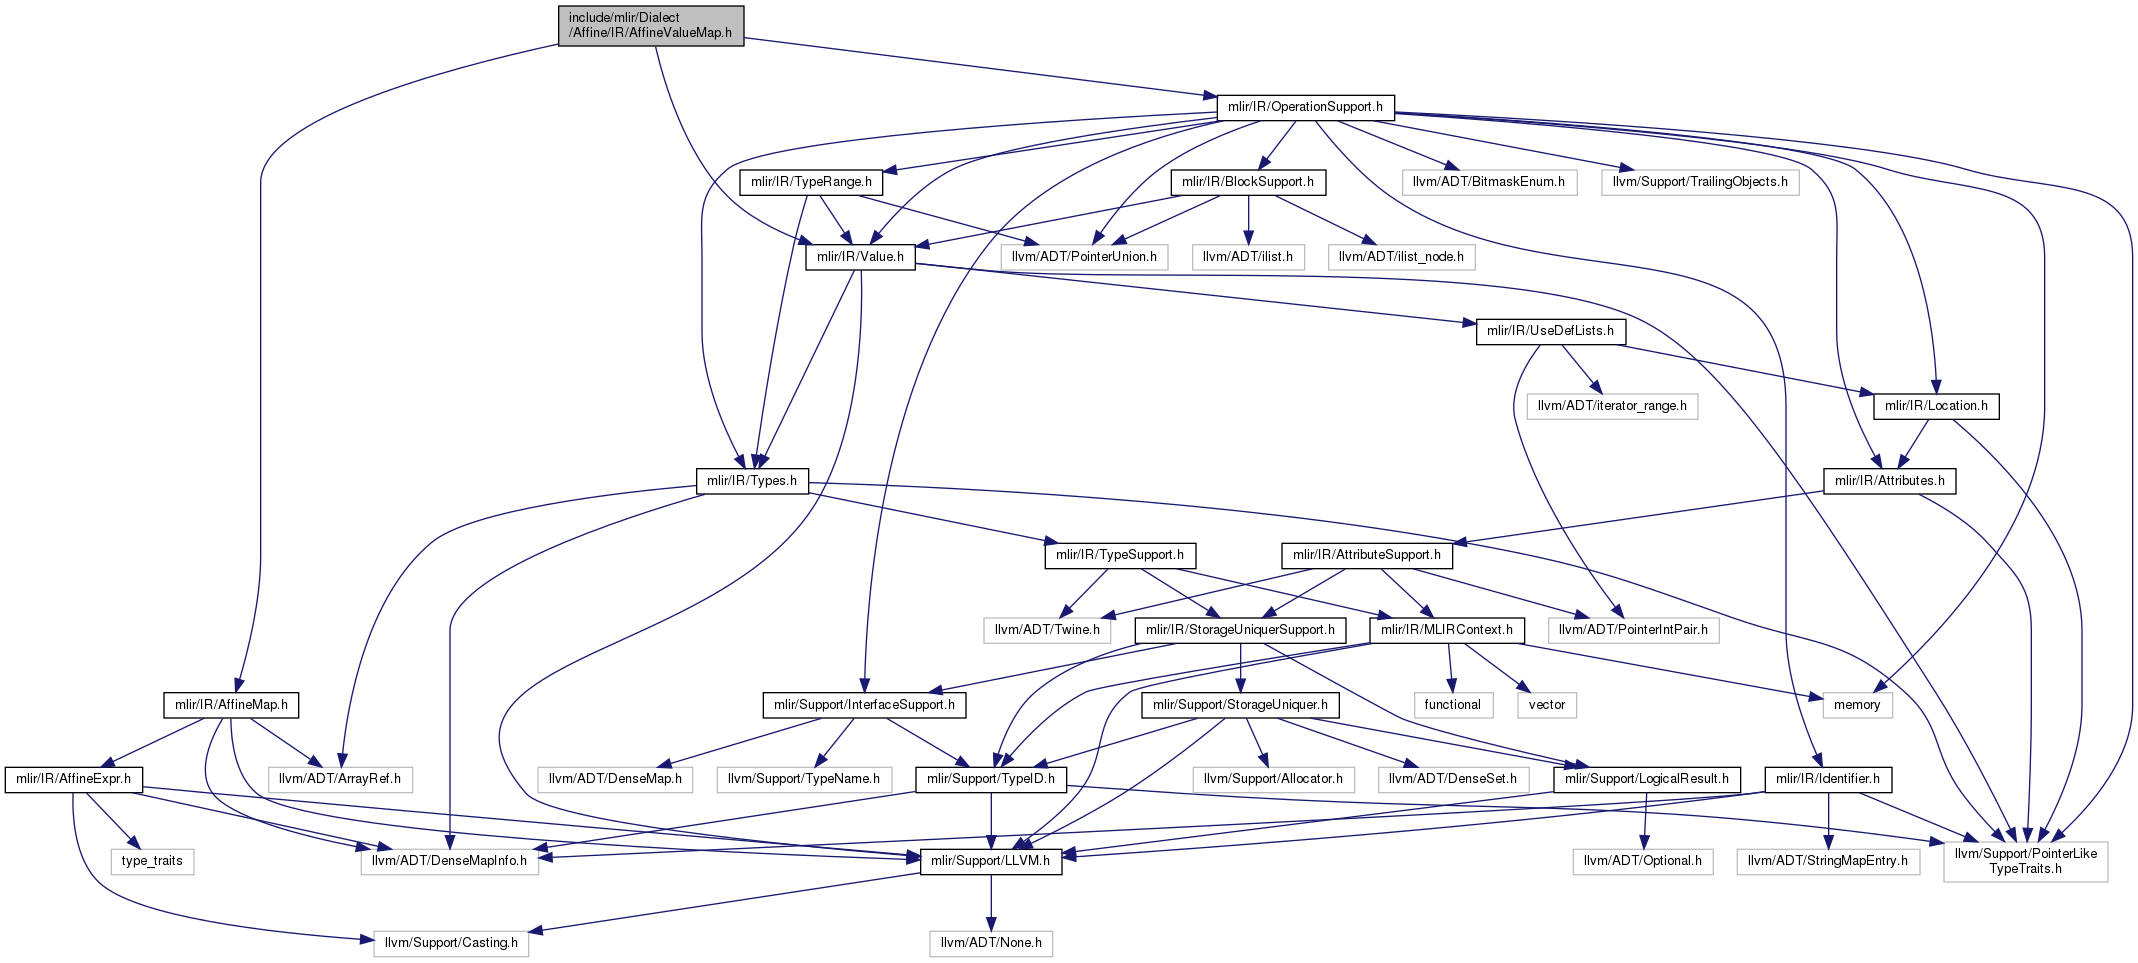 include/mlir/Dialect
/Affine/IR/AffineValueMap.h
mlir/IR/OperationSupport.h
mlir/IR/TypeRange.h
mlir/IR/BlockSupport.h
llvm/ADT/BitmaskEnum.h
llvm/Support/TrailingObjects.h
mlir/IR/Value.h
llvm/ADT/PointerUnion.h
llvm/ADT/ilist.h
llvm/ADT/ilist_node.h
mlir/IR/UseDefLists.h
llvm/ADT/iterator_range.h
mlir/IR/Location.h
mlir/IR/Types.h
mlir/IR/Attributes.h
mlir/IR/TypeSupport.h
mlir/IR/AttributeSupport.h
llvm/ADT/Twine.h
mlir/IR/StorageUniquerSupport.h
mlir/IR/MLIRContext.h
llvm/ADT/PointerIntPair.h
mlir/IR/AffineMap.h
mlir/Support/InterfaceSupport.h
mlir/Support/StorageUniquer.h
functional
vector
memory
mlir/IR/AffineExpr.h
llvm/ADT/ArrayRef.h
llvm/ADT/DenseMap.h
llvm/Support/TypeName.h
mlir/Support/TypeID.h
llvm/Support/Allocator.h
llvm/ADT/DenseSet.h
mlir/Support/LogicalResult.h
mlir/IR/Identifier.h
type_traits
llvm/ADT/DenseMapInfo.h
mlir/Support/LLVM.h
llvm/ADT/Optional.h
llvm/ADT/StringMapEntry.h
llvm/Support/PointerLike
TypeTraits.h
llvm/Support/Casting.h
llvm/ADT/None.h